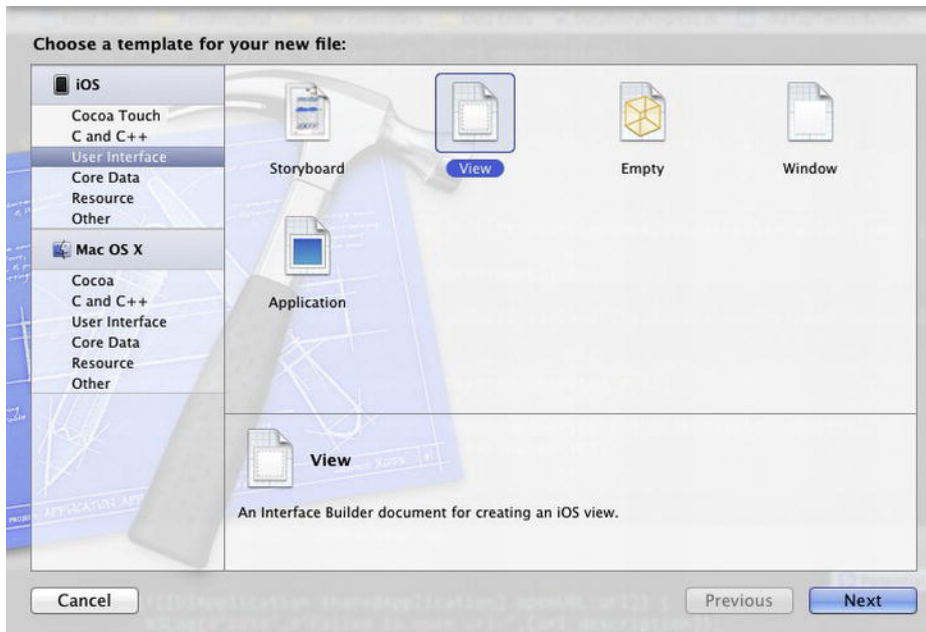 Choose a template for your new file:
iOS
Cocoa Touch
C and C++
User Interface
Core Data
Resource
Other
Mac OS X
Cocoa
C and C++
User Interface
Core Data
Resource
Other
Storyboard
View
Empty
Window
Application
View
An Interface Builder document for creating an iOS view.
Cancel
Previous
Next